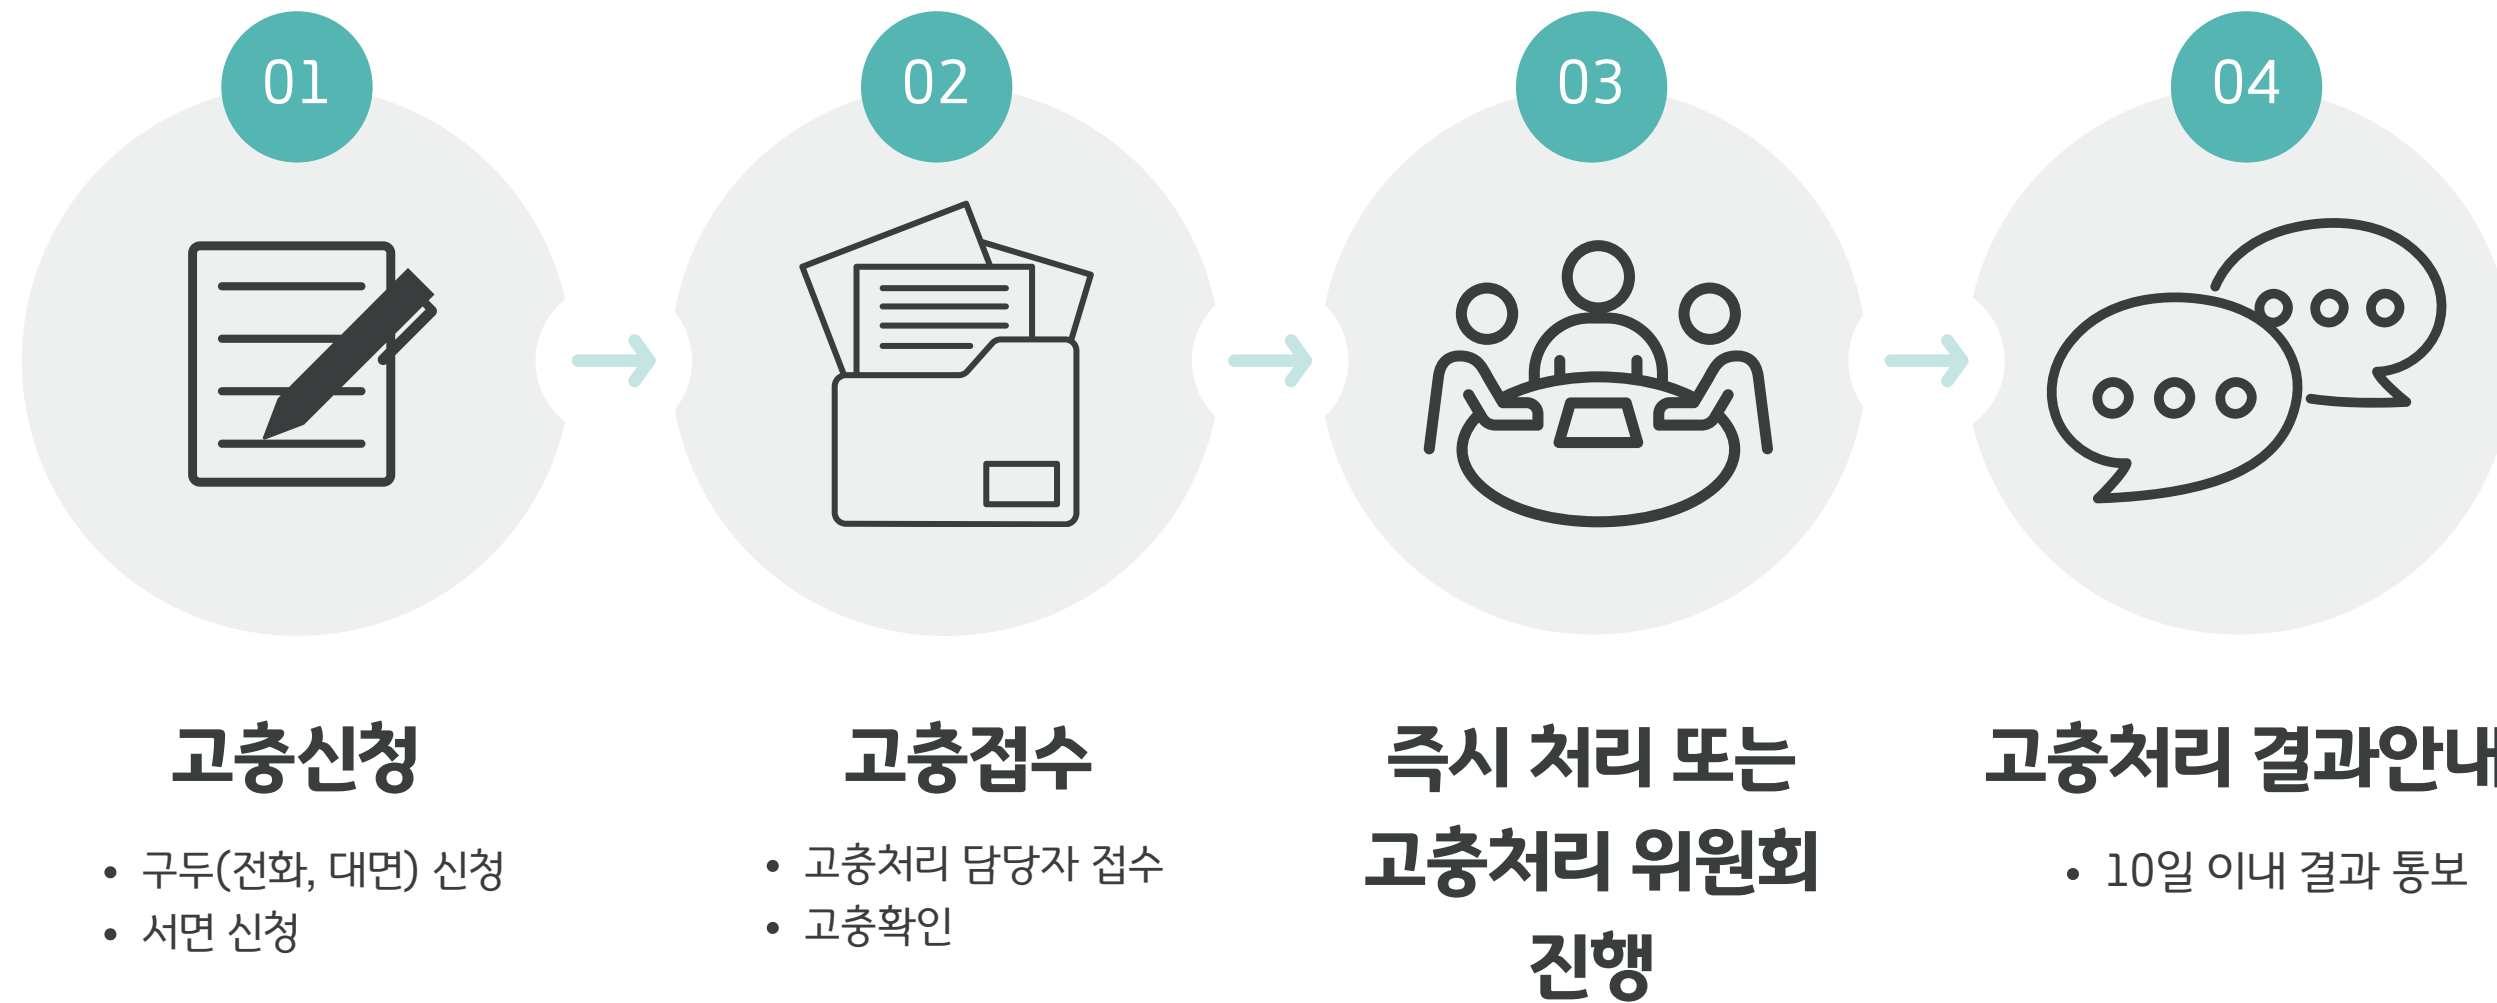 01
02
03
04
고충신청
고충접수
즉시처리 또는
고충처리 위원회
진행
고충처리결과안내
• 구두(전화, 대면) 신청
• 서면신청
• 고충처리 담당자 접수
• 고충확인
• 10일 이내 결과 통보